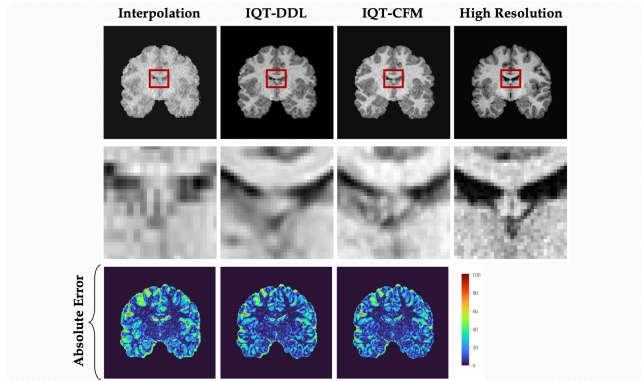 Interpolation
IQT-DDL
IQT-CFM
High Resolution
Absolute Error
100
80
60
40
20
0